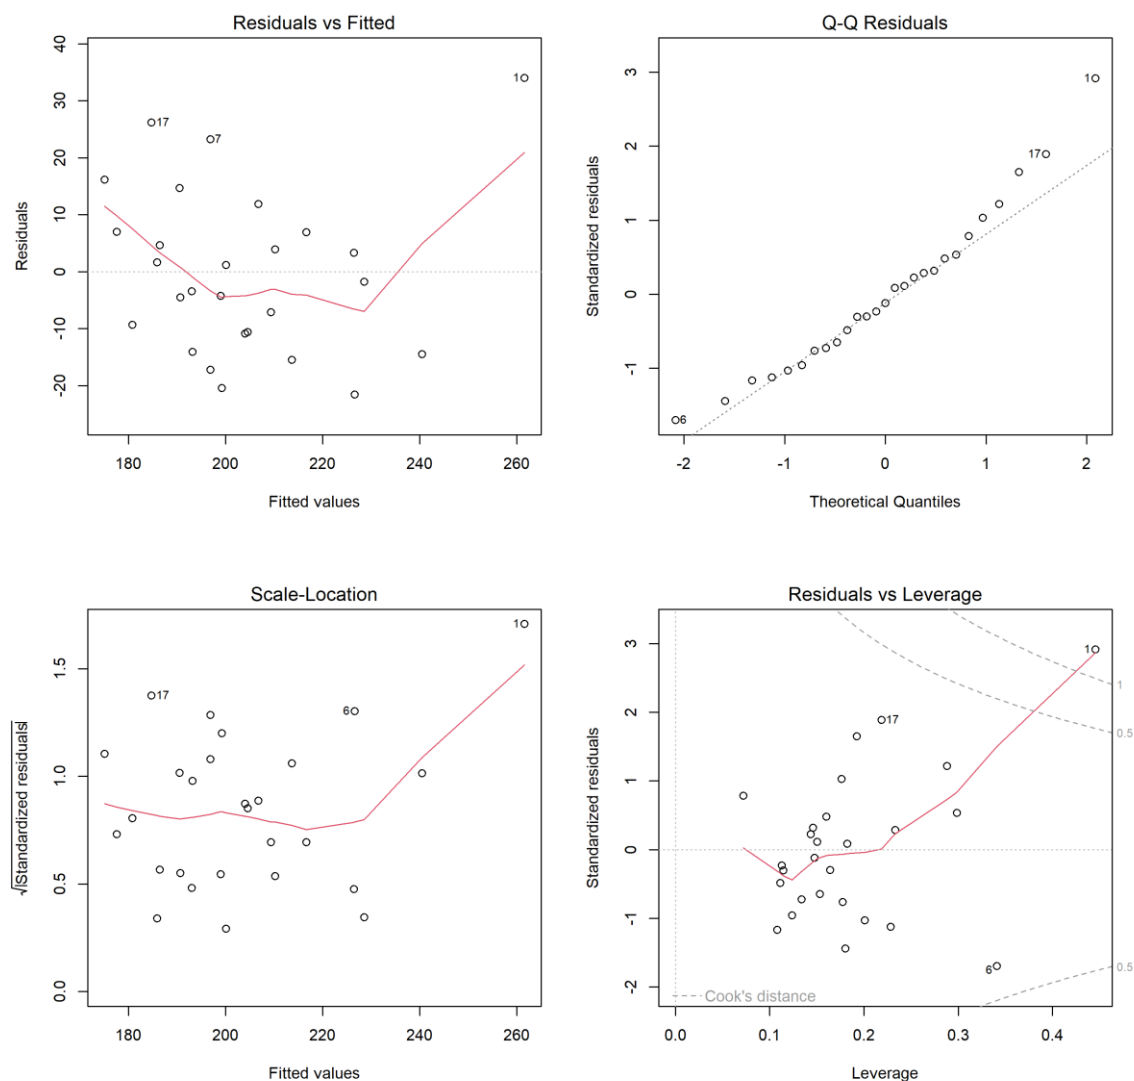 Residuals vs Fitted
Residuals
40
30
20
10
0
-10
-20
1
17
7
180 200 220 240 260
Fitted values
Q-Q Residuals
Standardized residuals
3
2
1
0
-1
1
17
6
-2 -1 0 1 2
Theoretical Quantiles
Scale-Location
√|Standardized residuals|
1.5
1.0
0.5
0.0
1
17
6
180 200 220 240 260
Fitted values
Residuals vs Leverage
Standardized residuals
3
2
1
0
-1
-2
1
17
6
1
0.5
0.5
Cook's distance
0.0 0.1 0.2 0.3 0.4
Leverage